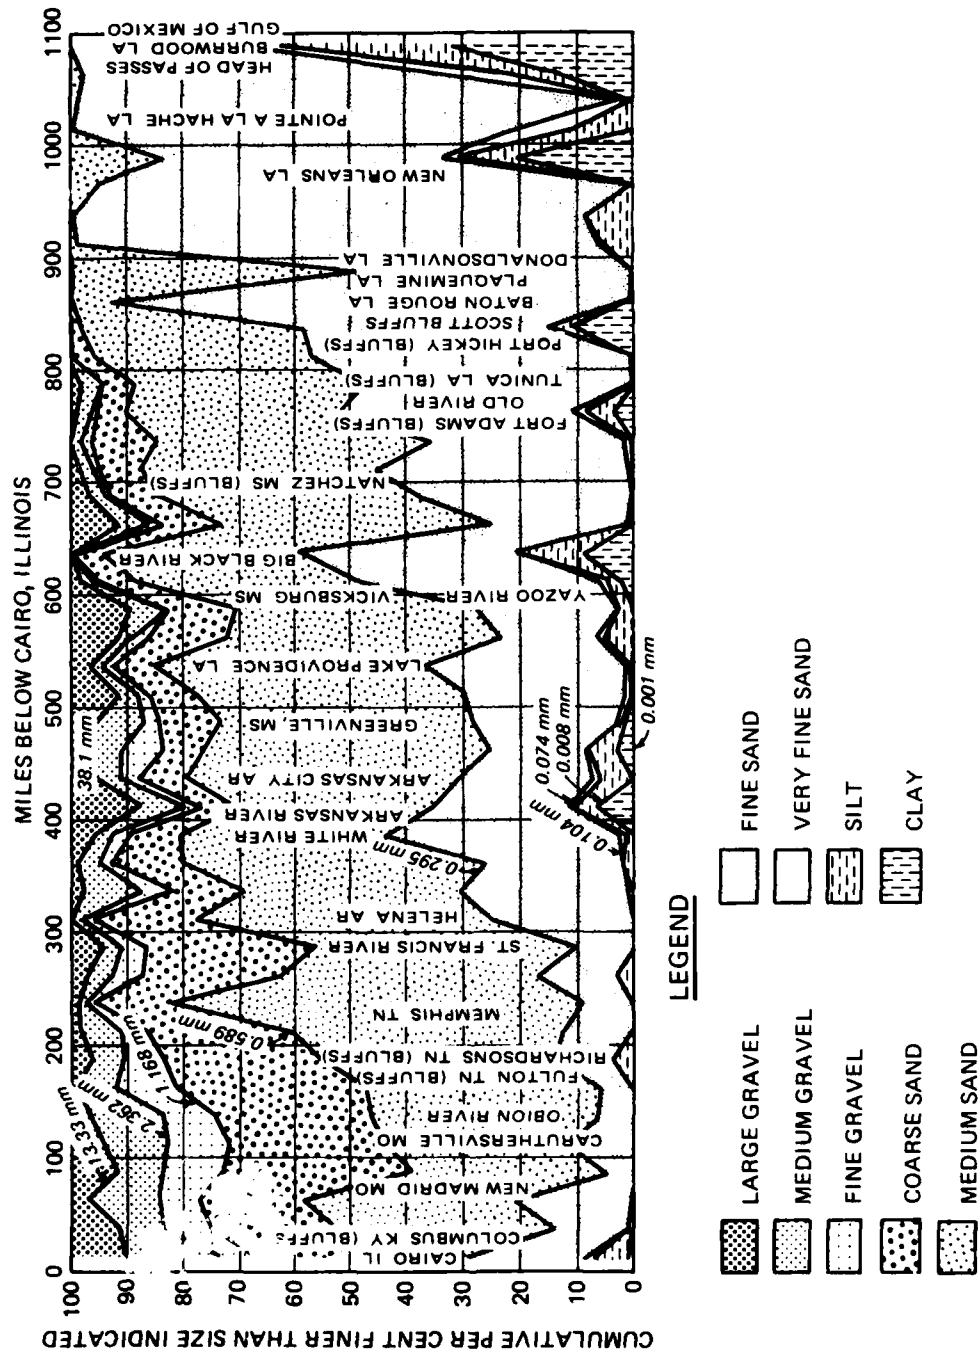 MILES BELOW CAIRO, ILLINOIS
0
100
200
300
400
500
600
700
800
900
1000
1100
CUMULATIVE PER CENT FINER THAN SIZE INDICATED
100
90
80
70
60
50
40
30
20
10
0
CAIRO IL
COLUMBUS KY (BLUFFS
NEW MADRID MO
CARUTHERSVILLE MO
OBION RIVER
FULTON TN (BLUFFS)
RICHARDSONS TN (BLUFFS)
MEMPHIS TN
ST. FRANCIS RIVER
HELENA AR
WHITE RIVER
ARKANSAS RIVER
ARKANSAS CITY AR
GREENVILLE, MS
LAKE PROVIDENCE LA
VICKSBURG MS
YAZOO RIVER
BIG BLACK RIVER
NATCHEZ MS (BLUFFS)
FORT ADAMS (BLUFFS)
OLD RIVER
TUNICA LA (BLUFFS)
PORT HICKEY (BLUFFS)
SCOTT BLUFFS
BATON ROUGE LA
PLAQUEMINE LA
DONALDSONVILLE LA
NEW ORLEANS LA
POINTE A LA HACHE LA
HEAD OF PASSES
BURRWOOD LA
GULF OF MEXICO
38.1 mm
13.33 mm
2.362 mm
1.168 mm
0.589 mm
0.295 mm
0.104 mm
0.074 mm
0.008 mm
0.001 mm
LEGEND
LARGE GRAVEL
MEDIUM GRAVEL
FINE GRAVEL
COARSE SAND
MEDIUM SAND
FINE SAND
VERY FINE SAND
SILT
CLAY